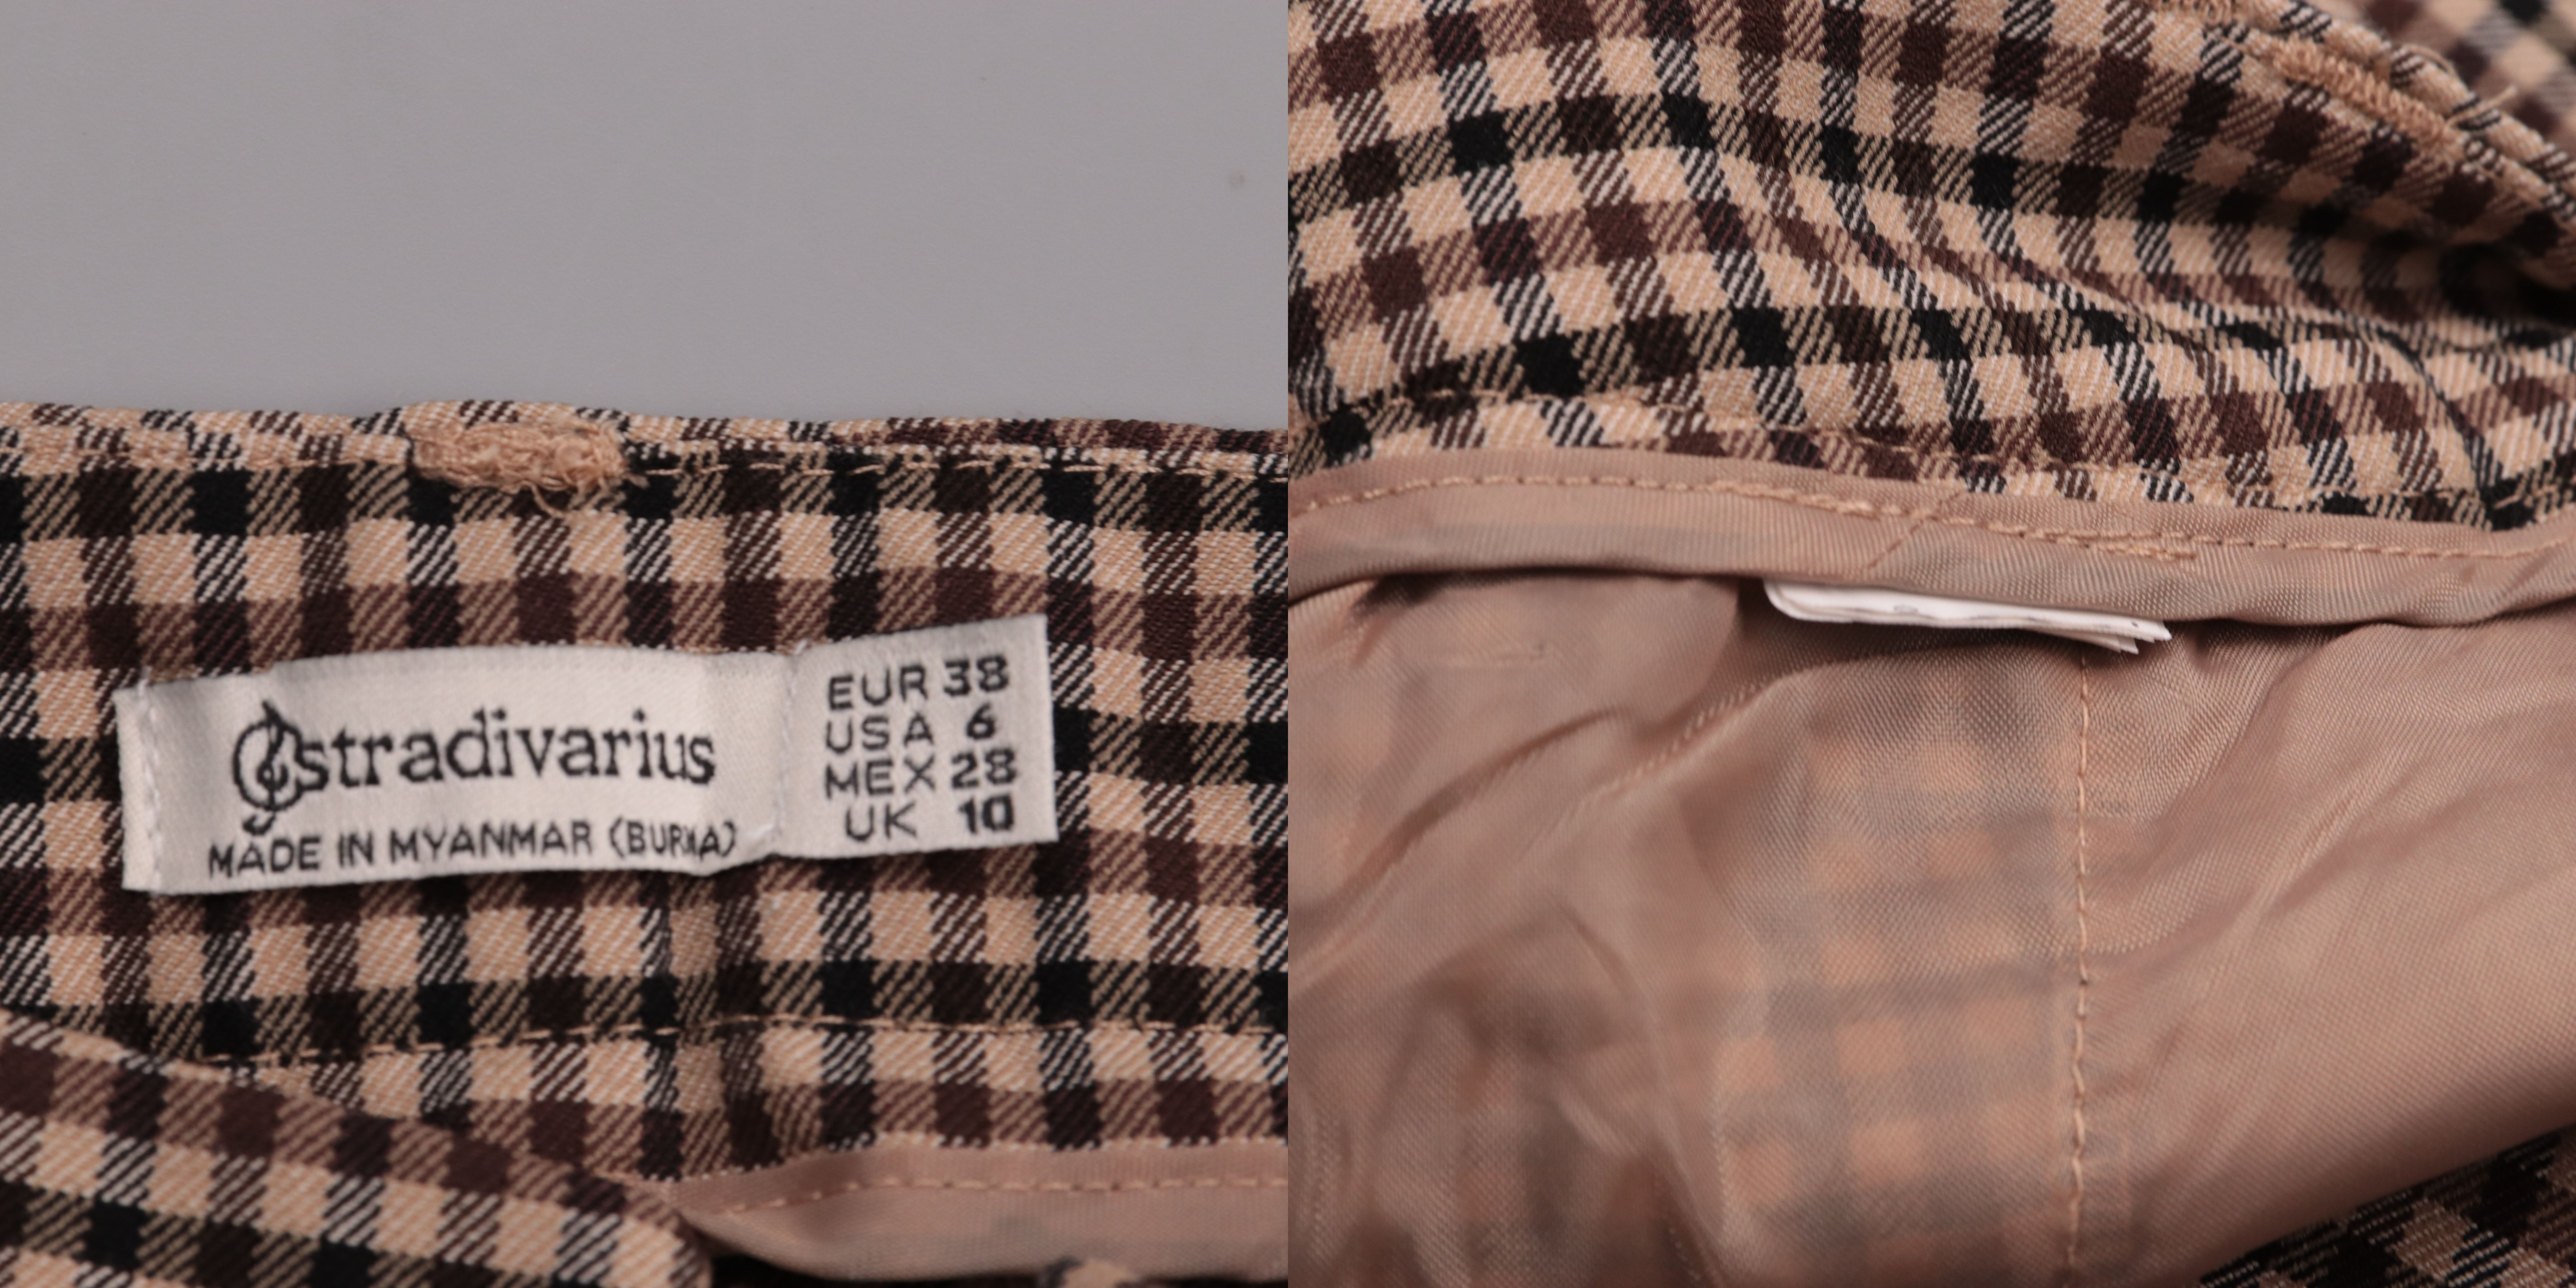 stradivarius
MADE IN MYANMAR (BURMA)
EUR 38
USA 6
MEX 28
UK 10